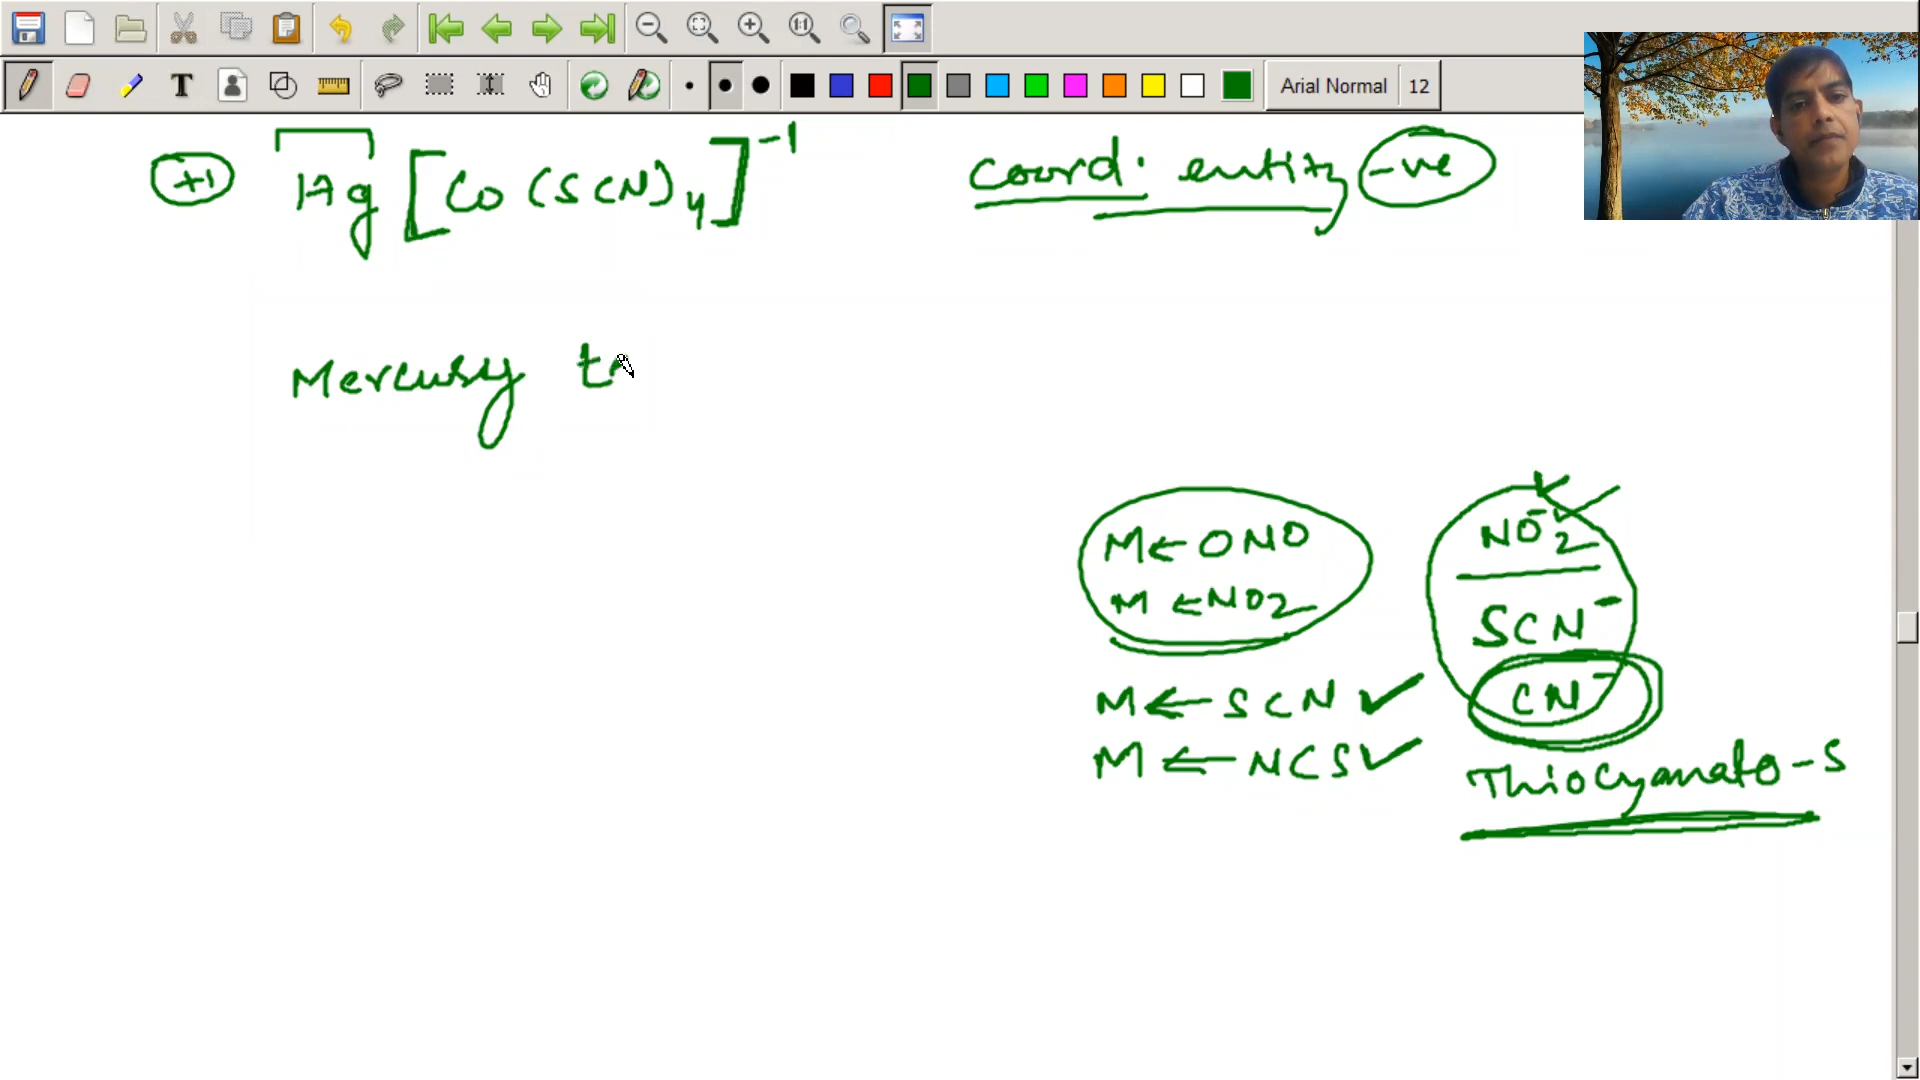 Arial Normal 12
+1 Hg [Co (SCN)4]-1 coord. entity -ve
Mercury t
M←ONO
M←NO2
M←SCN ✓
M←NCS ✓
NO2-
SCN-
CN-
Thiocyanato-S